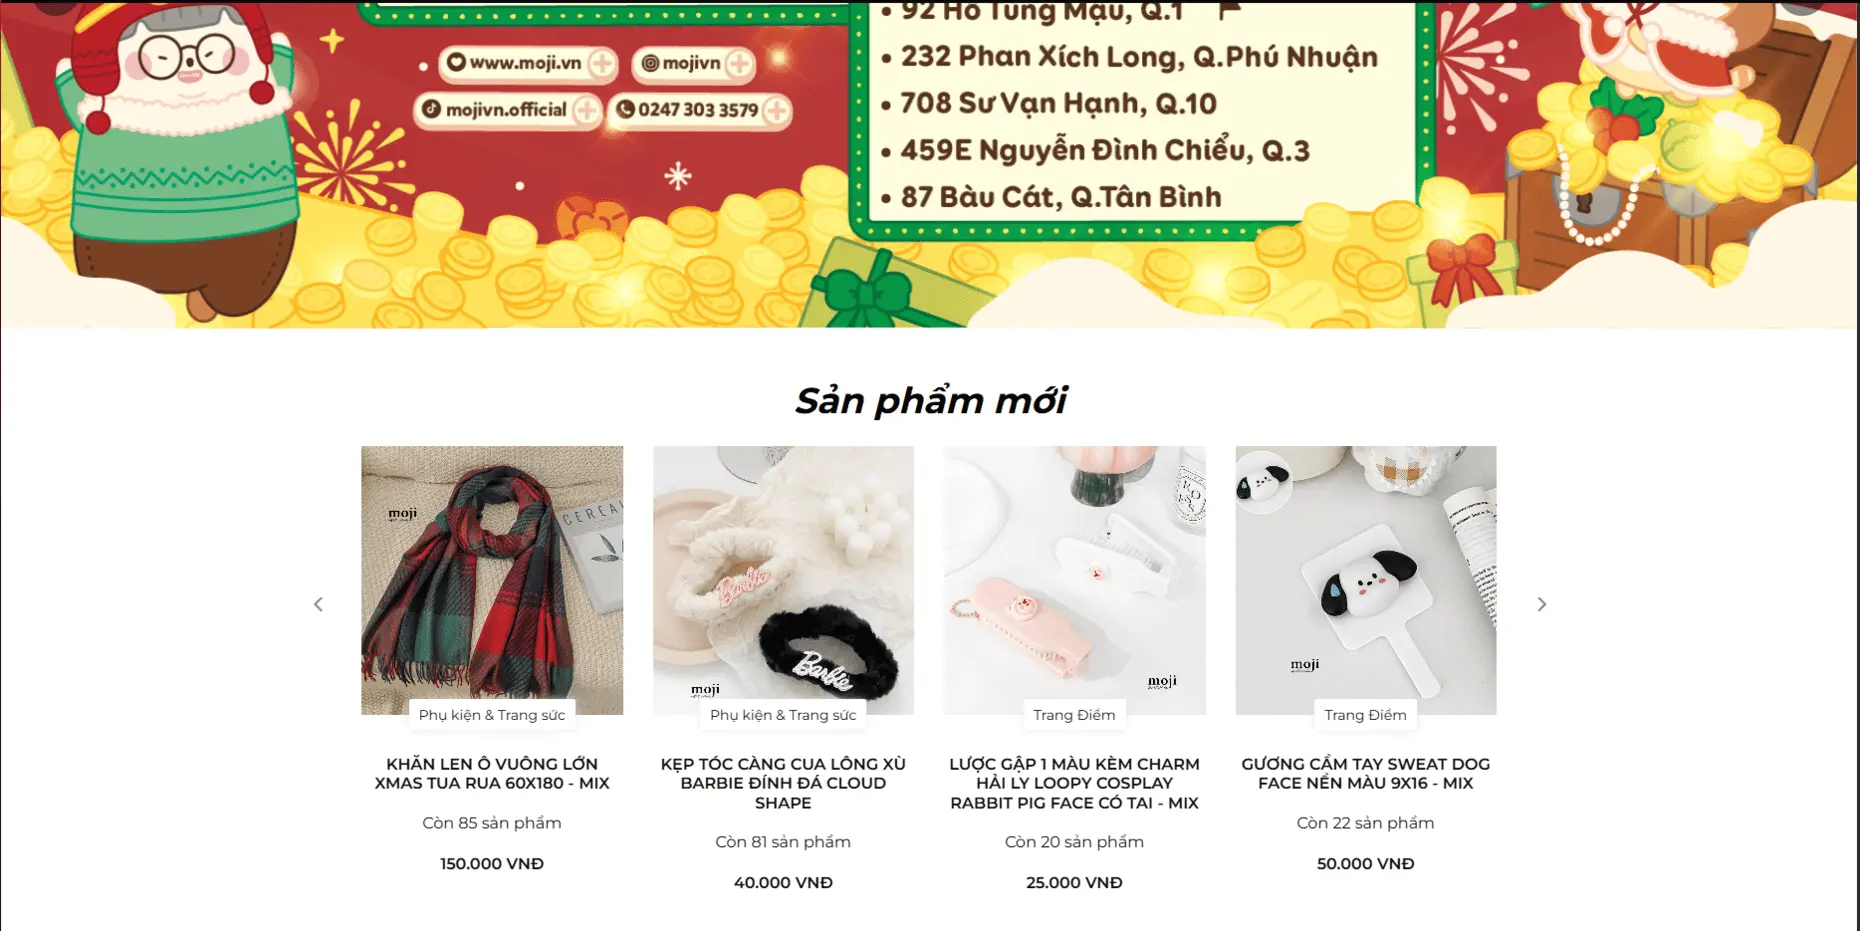 92 Hồ Tùng Mậu, Q.1
232 Phan Xích Long, Q.Phú Nhuận
708 Sư Vạn Hạnh, Q.10
459E Nguyễn Đình Chiểu, Q.3
87 Bàu Cát, Q.Tân Bình
www.moji.vn
mojivn
mojivn.official
0247 303 3579
Sản phẩm mới
moji
CEREAL
Phụ kiện & Trang sức
KHĂN LEN Ô VUÔNG LỚN
XMAS TUA RUA 60X180 - MIX
Còn 85 sản phẩm
150.000 VNĐ
Barbie
Barbie
moji
Phụ kiện & Trang sức
KẸP TÓC CÀNG CUA LÔNG XÙ
BARBIE ĐÍNH ĐÁ CLOUD
SHAPE
Còn 81 sản phẩm
40.000 VNĐ
moji
Trang Điểm
LƯỢC GẬP 1 MÀU KÈM CHARM
HẢI LY LOOPY COSPLAY
RABBIT PIG FACE CÓ TAI - MIX
Còn 20 sản phẩm
25.000 VNĐ
moji
Trang Điểm
GƯƠNG CẦM TAY SWEAT DOG
FACE NỀN MÀU 9X16 - MIX
Còn 22 sản phẩm
50.000 VNĐ